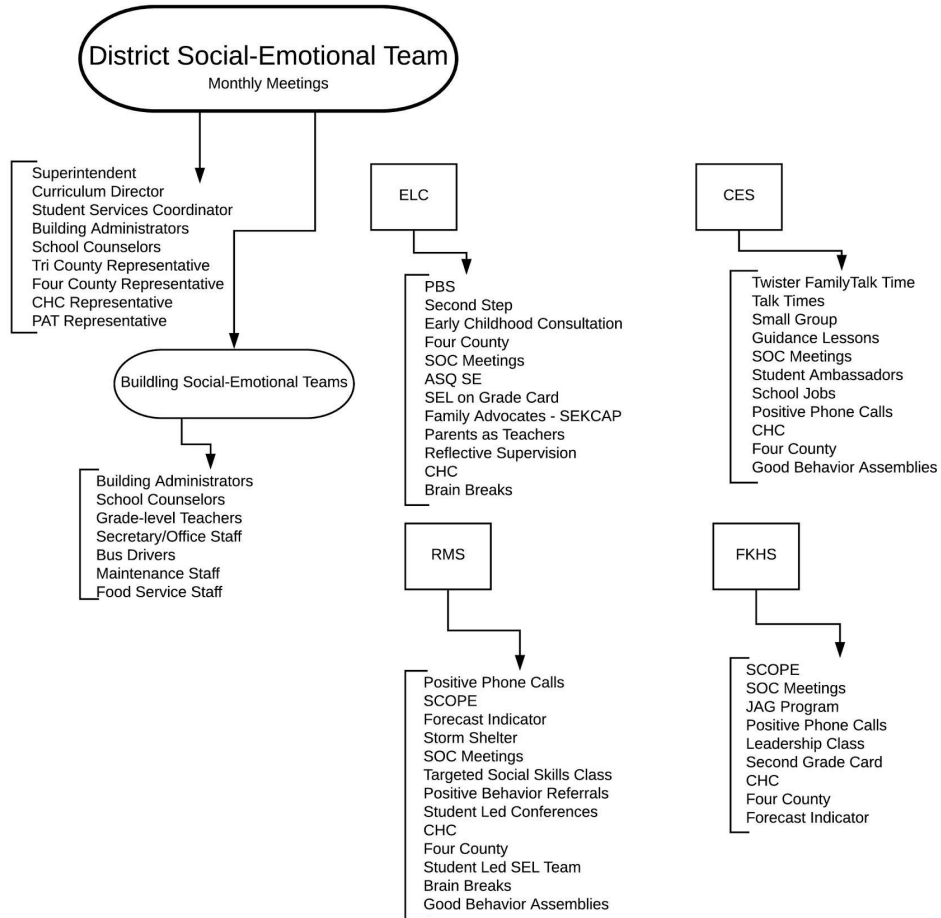 District Social-Emotional Team
Monthly Meetings
Superintendent
Curriculum Director
Student Services Coordinator
Building Administrators
School Counselors
Tri County Representative
Four County Representative
CHC Representative
PAT Representative
Buildling Social-Emotional Teams
Building Administrators
School Counselors
Grade-level Teachers
Secretary/Office Staff
Bus Drivers
Maintenance Staff
Food Service Staff
ELC
PBS
Second Step
Early Childhood Consultation
Four County
SOC Meetings
ASQ SE
SEL on Grade Card
Family Advocates - SEKCAP
Parents as Teachers
Reflective Supervision
CHC
Brain Breaks
CES
Twister FamilyTalk Time
Talk Times
Small Group
Guidance Lessons
SOC Meetings
Student Ambassadors
School Jobs
Positive Phone Calls
CHC
Four County
Good Behavior Assemblies
RMS
Positive Phone Calls
SCOPE
Forecast Indicator
Storm Shelter
SOC Meetings
Targeted Social Skills Class
Positive Behavior Referrals
Student Led Conferences
CHC
Four County
Student Led SEL Team
Brain Breaks
Good Behavior Assemblies
FKHS
SCOPE
SOC Meetings
JAG Program
Positive Phone Calls
Leadership Class
Second Grade Card
CHC
Four County
Forecast Indicator